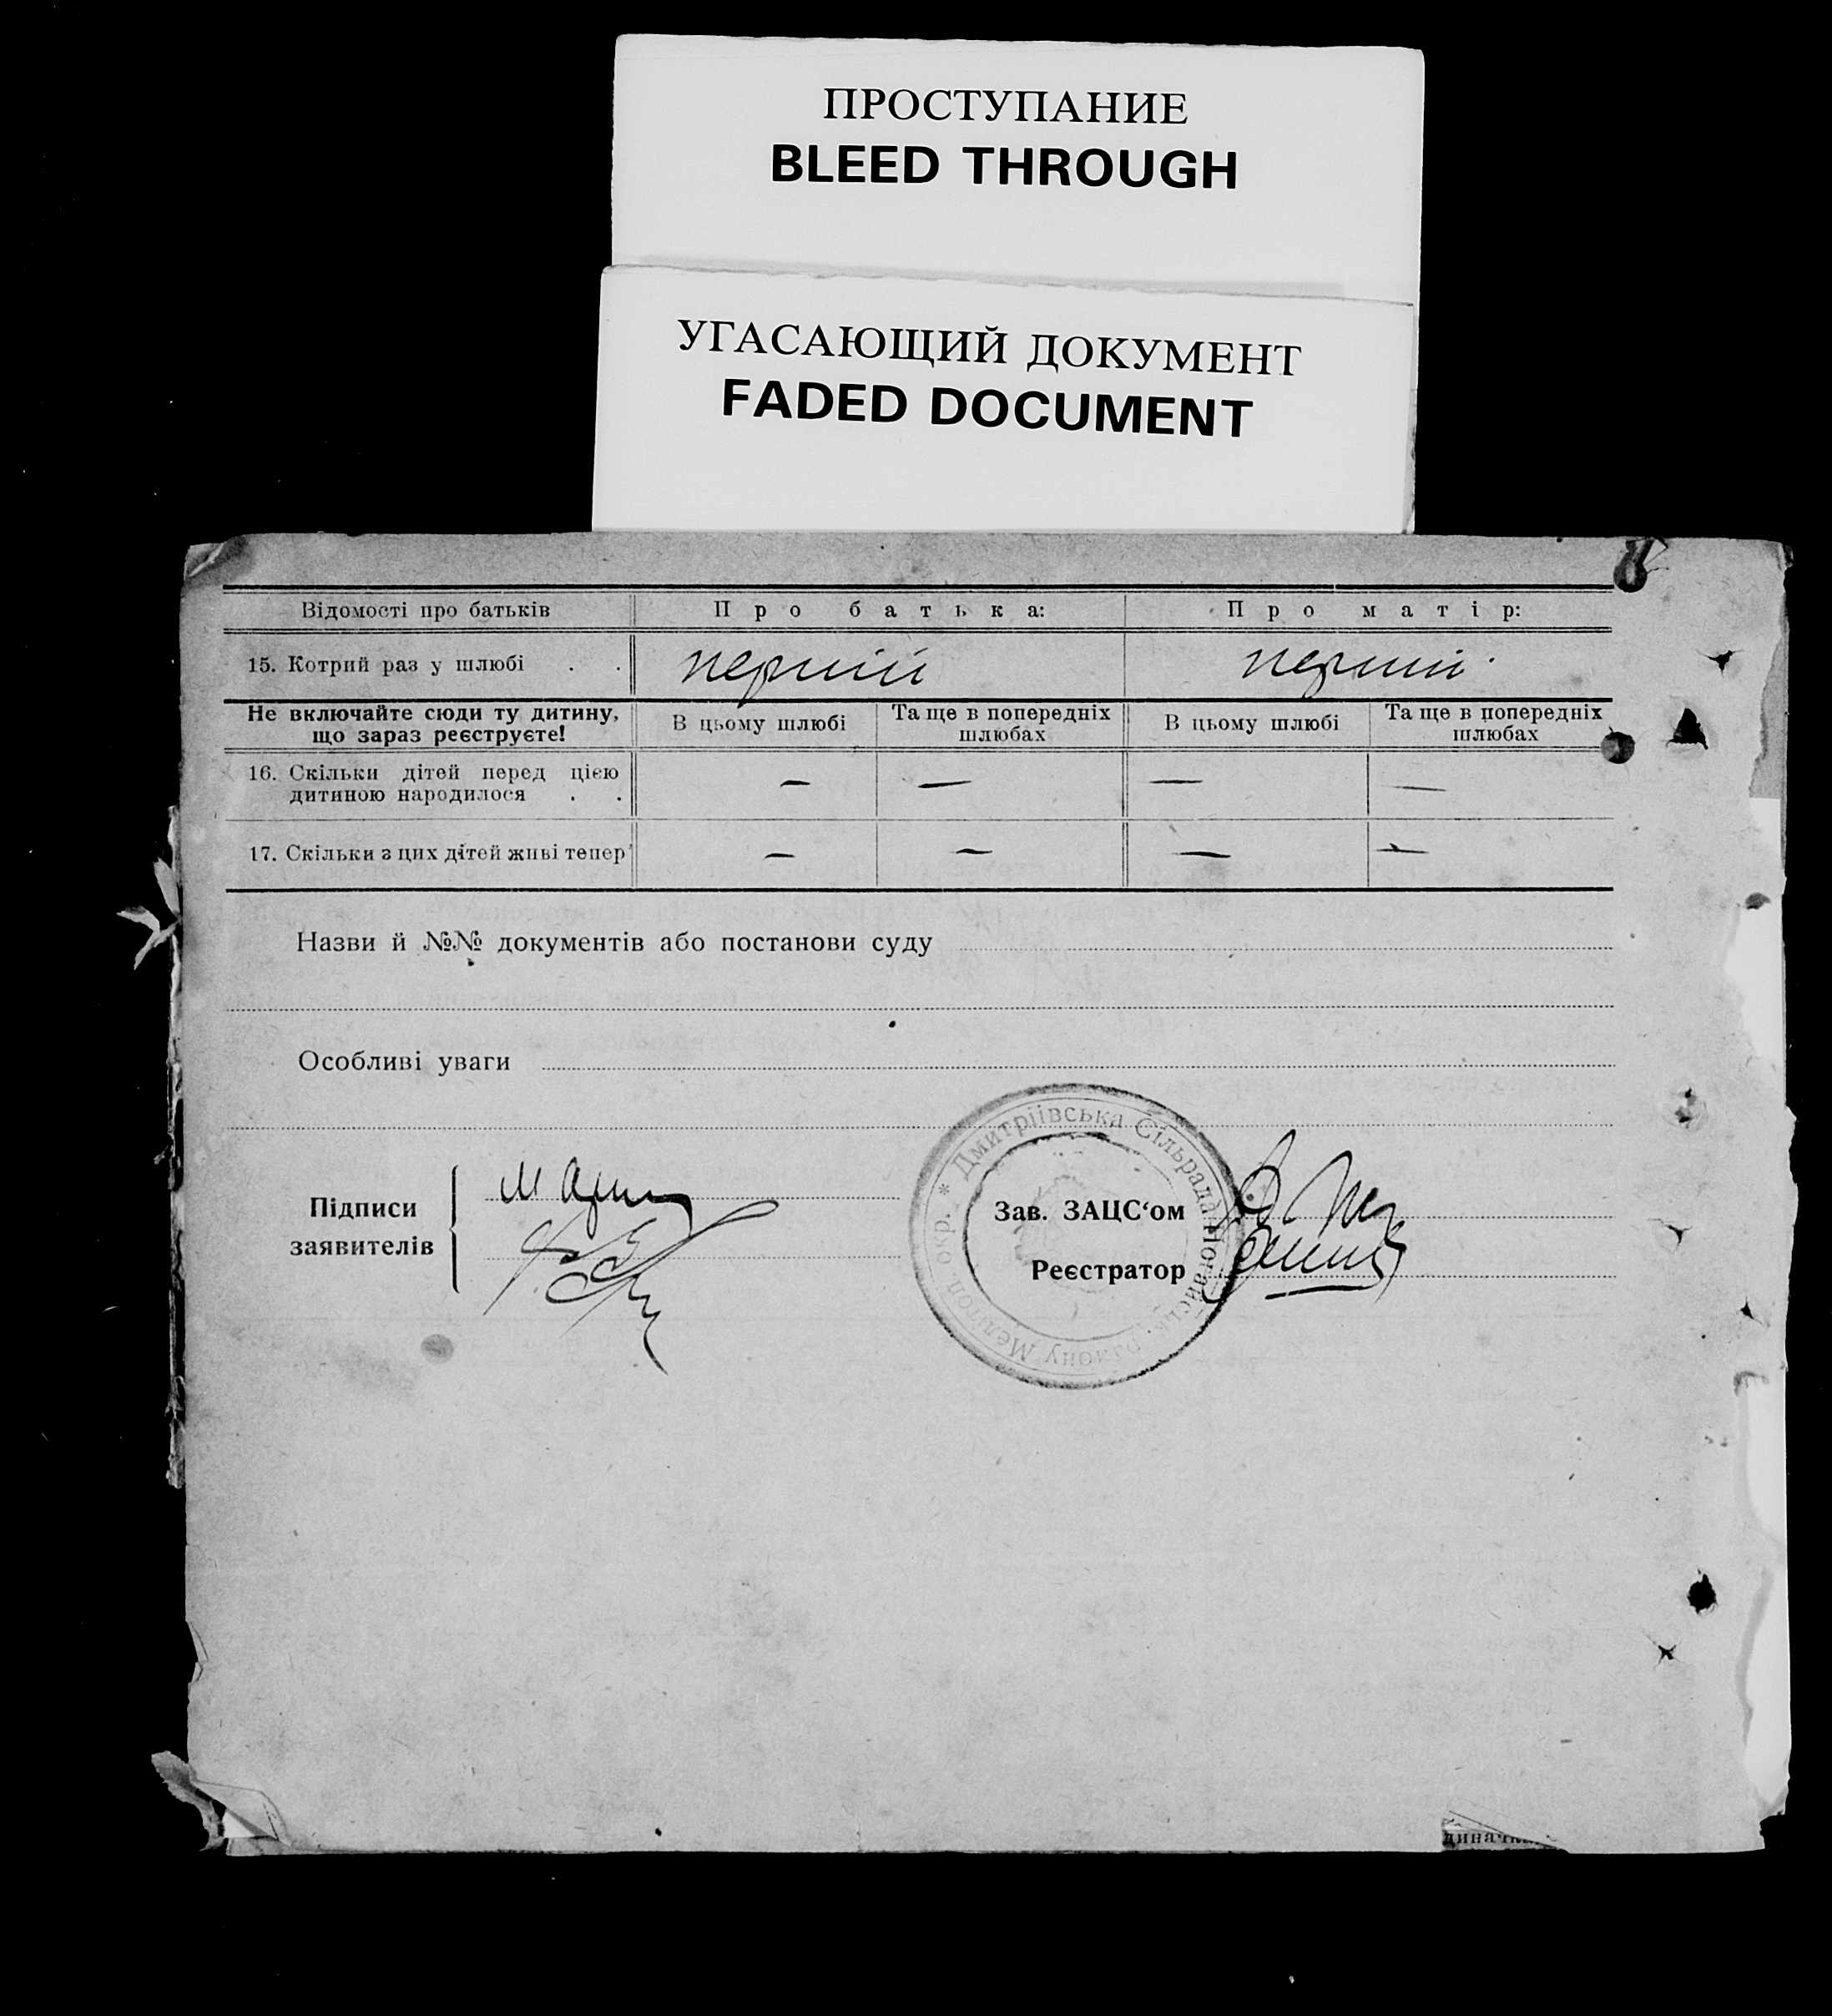 ПРОСТУПАНИЕ
BLEED THROUGH
УГАСАЮЩИЙ ДОКУМЕНТ
FADED DOCUMENT
Відомості про батьків Про батька: Про матір:
15. Котрий раз у шлюбі . . перший перший
Не включайте сюди ту дитину,
що зараз реєструєте!
В цьому шлюбі
Та ще в попередніх
шлюбах
В цьому шлюбі
Та ще в попередніх
шлюбах
16. Скільки дітей перед цією
дитиною народилося . . — — — —
17. Скільки з цих дітей живі тепер — — — —
Назви й №№ документів або постанови суду
Особливі уваги
Підписи
заявителів
Зав. ЗАЦС‘ом
Реєстратор
* Дмитріівська Сільрада Ногайськ. району Мелітоп окр.